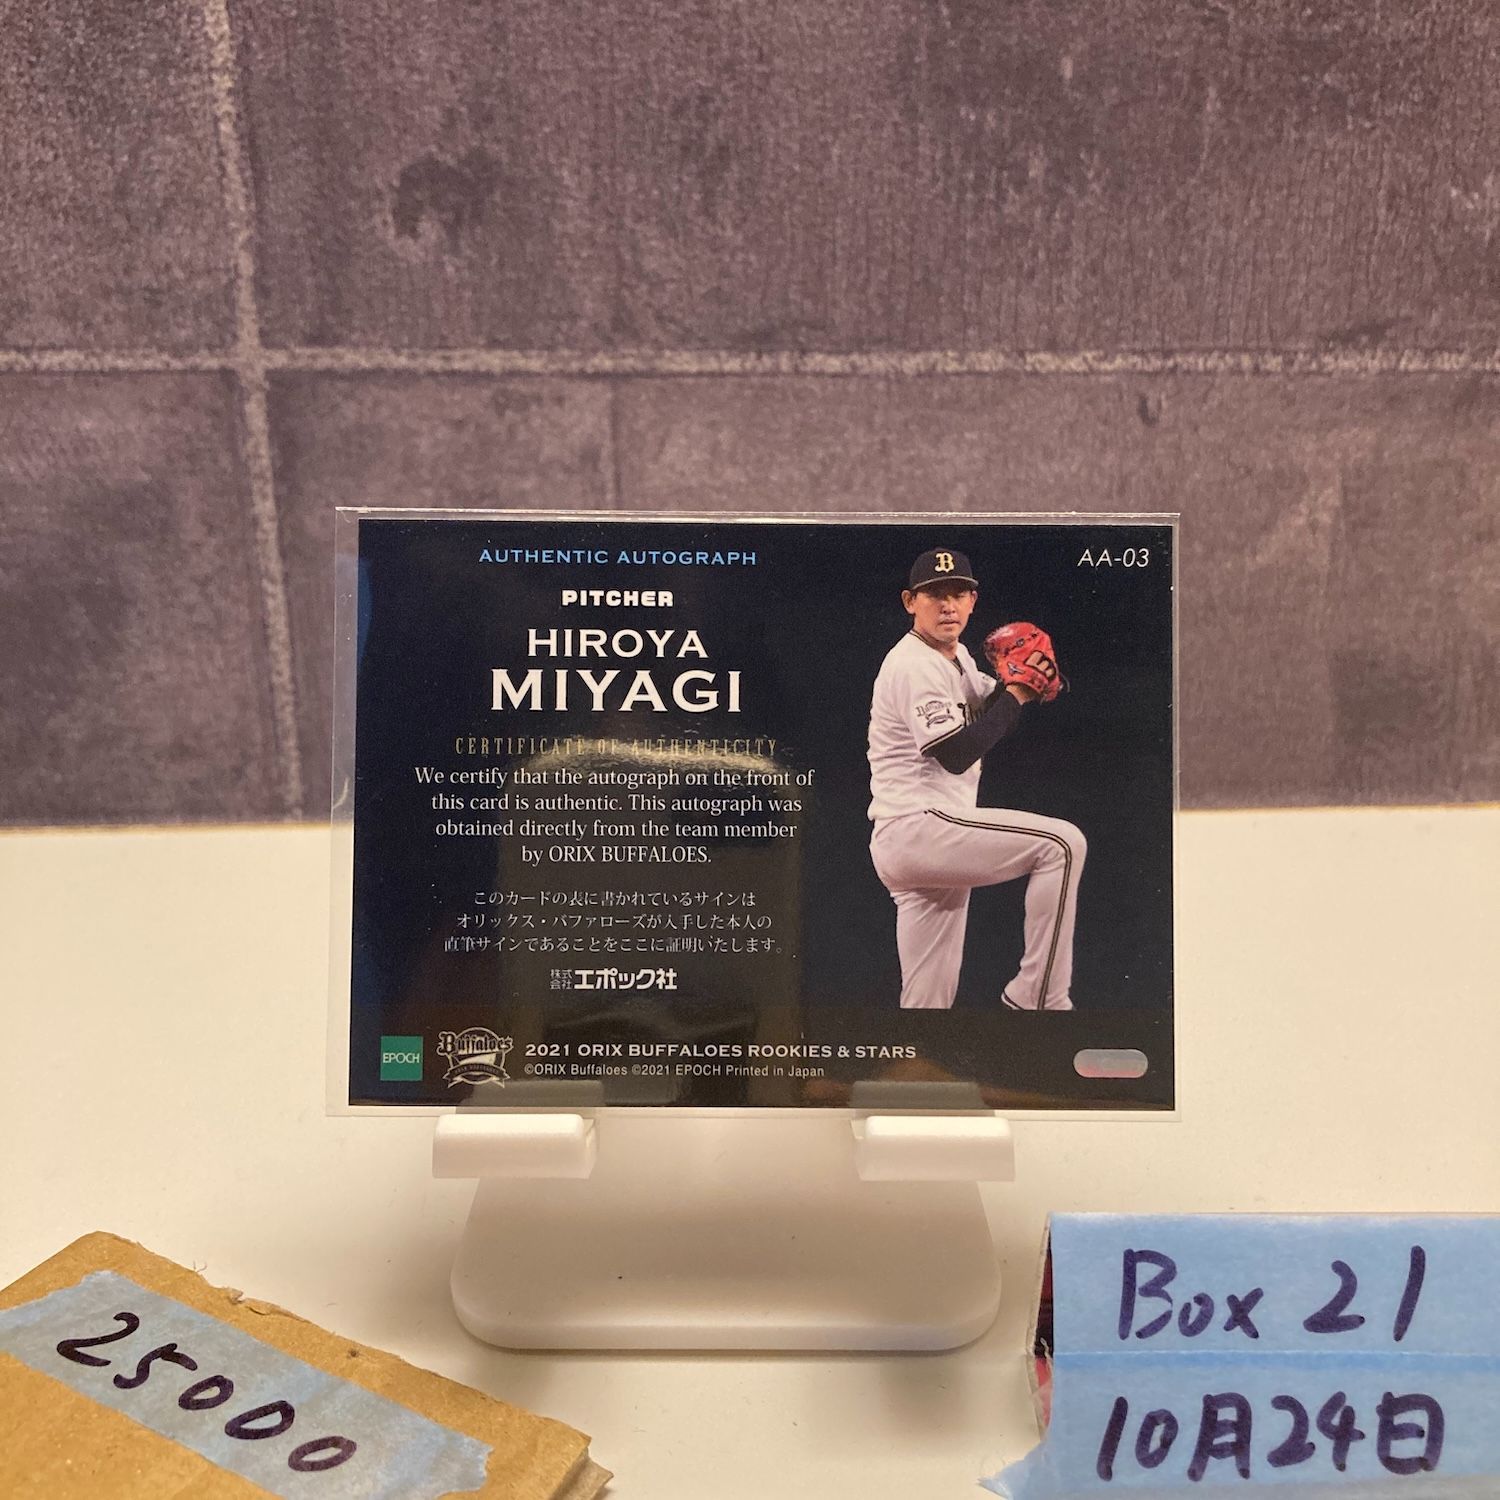 AUTHENTIC AUTOGRAPH
AA-03
PITCHER
HIROYA
MIYAGI
CERTIFICATE OF AUTHENTICITY
We certify that the autograph on the front of
this card is authentic. This autograph was
obtained directly from the team member
by ORIX BUFFALOES.
このカードの表に書かれているサインは
オリックス・バファローズが入手した本人の
直筆サインであることをここに証明いたします。
株式会社エポック社
EPOCH
Buffaloes
2021 ORIX BUFFALOES ROOKIES & STARS
©ORIX Buffaloes ©2021 EPOCH Printed in Japan
B
25000
Box 21
10月24日